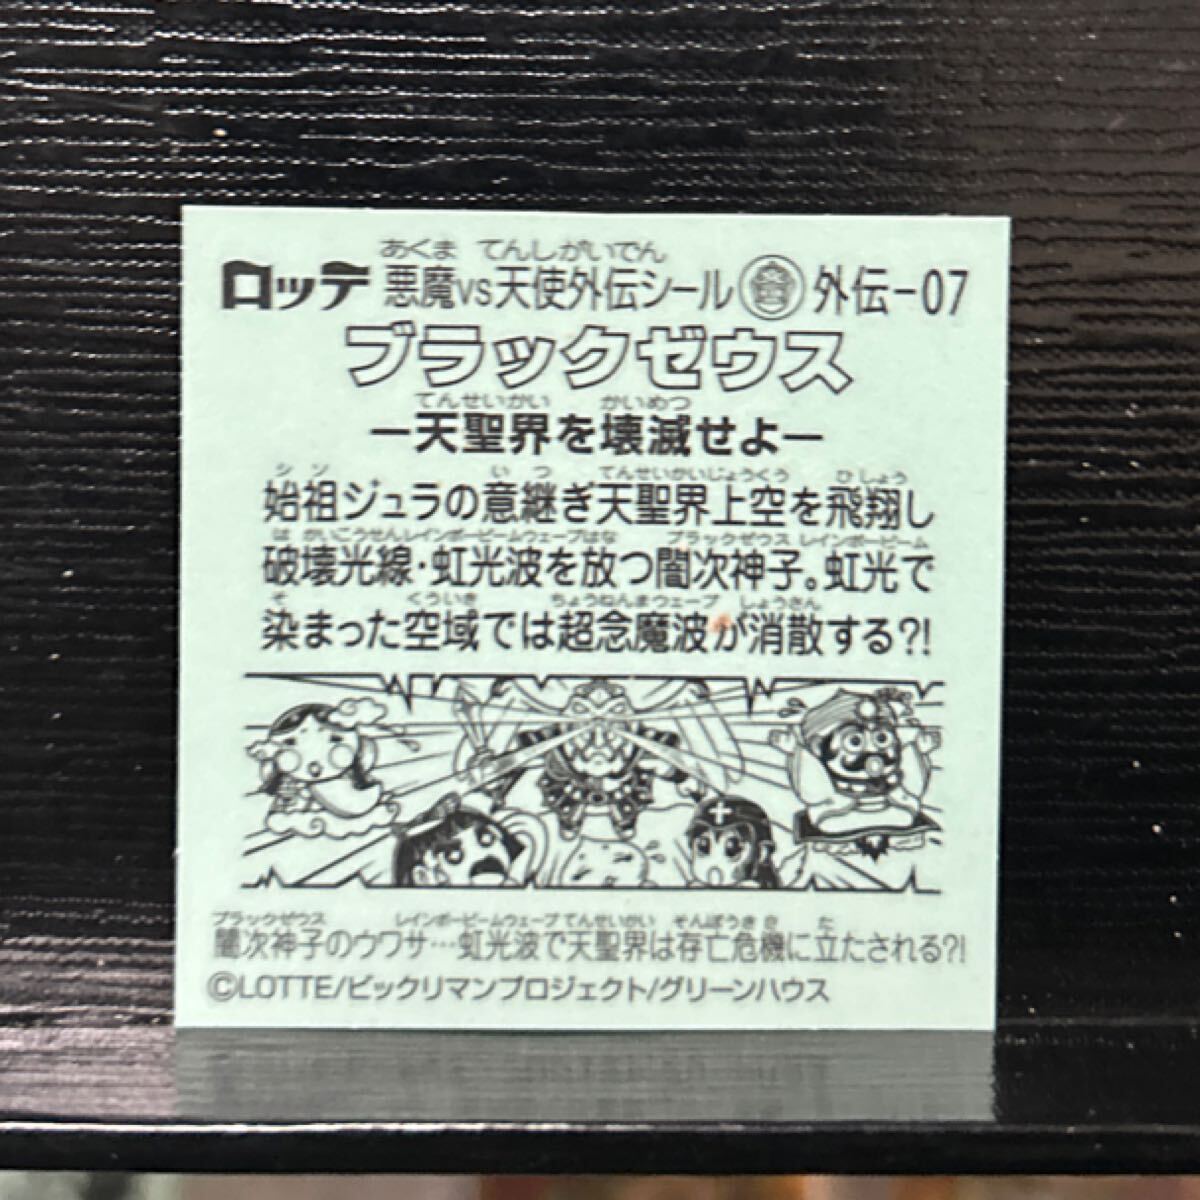 あくま てんしがいでん
ロッテ 悪魔vs天使外伝シール 外伝-07
ブラックゼウス
てんせいかい かいめつ
―天聖界を壊滅せよ―
シソ いつ てんせいかいじょうくう ひしょう
始祖ジュラの意継ぎ天聖界上空を飛翔し
はかいこうせんレインボービームウェーブはな ブラックゼウス レインボービーム
破壊光線・虹光波を放つ闇次神子。虹光で
そ くういき ちょうねんまウェーブ しょうさん
染まった空域では超念魔波が消散する?!
ブラックゼウス レインボービームウェーブてんせいかい そんぼうきき た
闇次神子のウワサ…虹光波で天聖界は存亡危機に立たされる?!
©LOTTE/ビックリマンプロジェクト/グリーンハウス